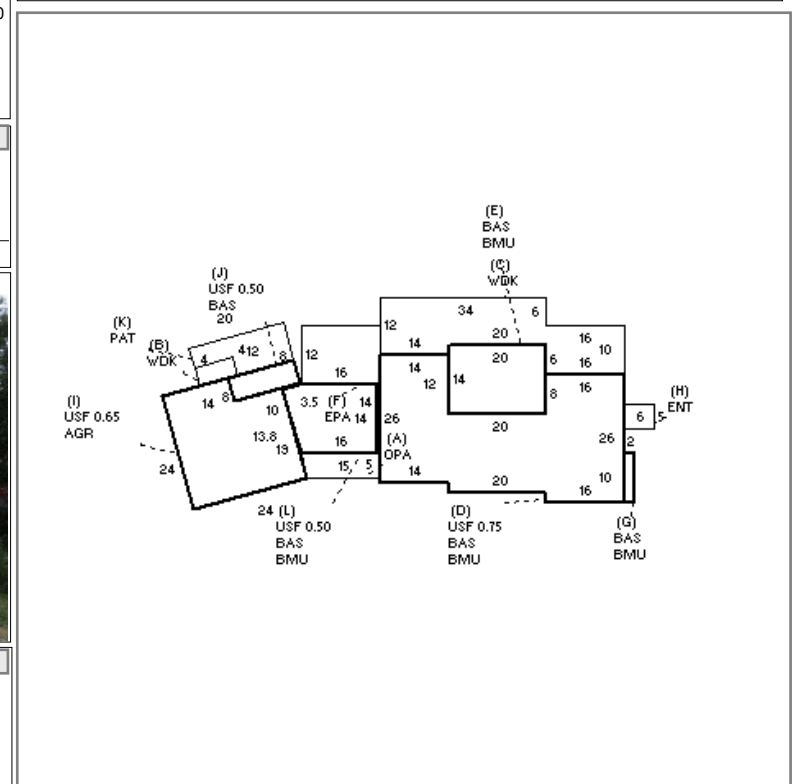 0
(E)
BAS
BMU
(C)
WDK
(J)
USF 0.50
BAS
20
(K)
PAT
(B)
WDK
4
4
12
8
12
34
6
12
14
20
16
10
20
6
16
16
14
12
14
16
(I)
USF 0.65
AGR
14
8
10
3.5
(F)
EPA
14
14
26
8
(H)
ENT
6
5
13.8
19
16
(A)
OPA
20
26
2
24
15
5
14
20
16
10
24
(L)
USF 0.50
BAS
BMU
(D)
USF 0.75
BAS
BMU
(G)
BAS
BMU